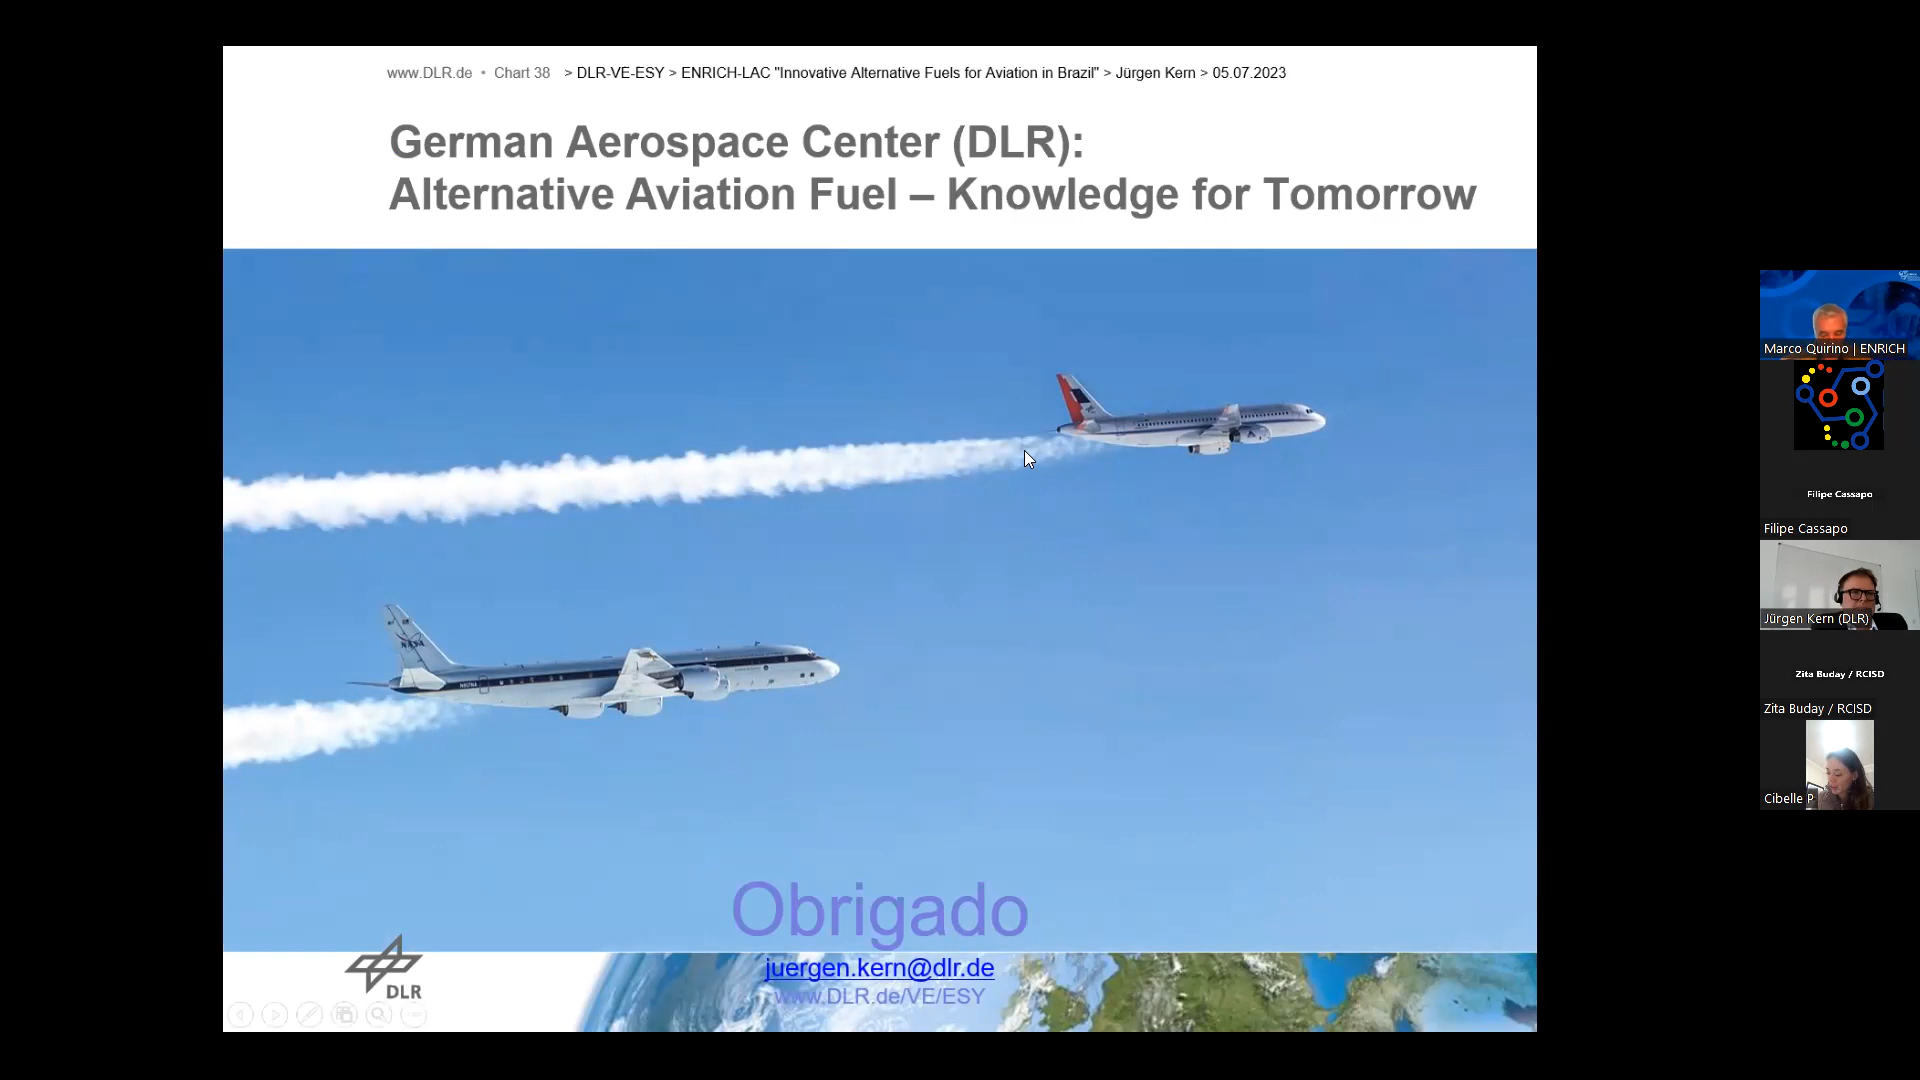 www.DLR.de • Chart 38 > DLR-VE-ESY > ENRICH-LAC "Innovative Alternative Fuels for Aviation in Brazil" > Jürgen Kern > 05.07.2023
German Aerospace Center (DLR):
Alternative Aviation Fuel – Knowledge for Tomorrow
NASA
Obrigado
juergen.kern@dlr.de
www.DLR.de/VE/ESY
DLR
Marco Quirino | ENRICH
Filipe Cassapo
Filipe Cassapo
Jürgen Kern (DLR)
Zita Buday / RCISD
Zita Buday / RCISD
Cibelle P